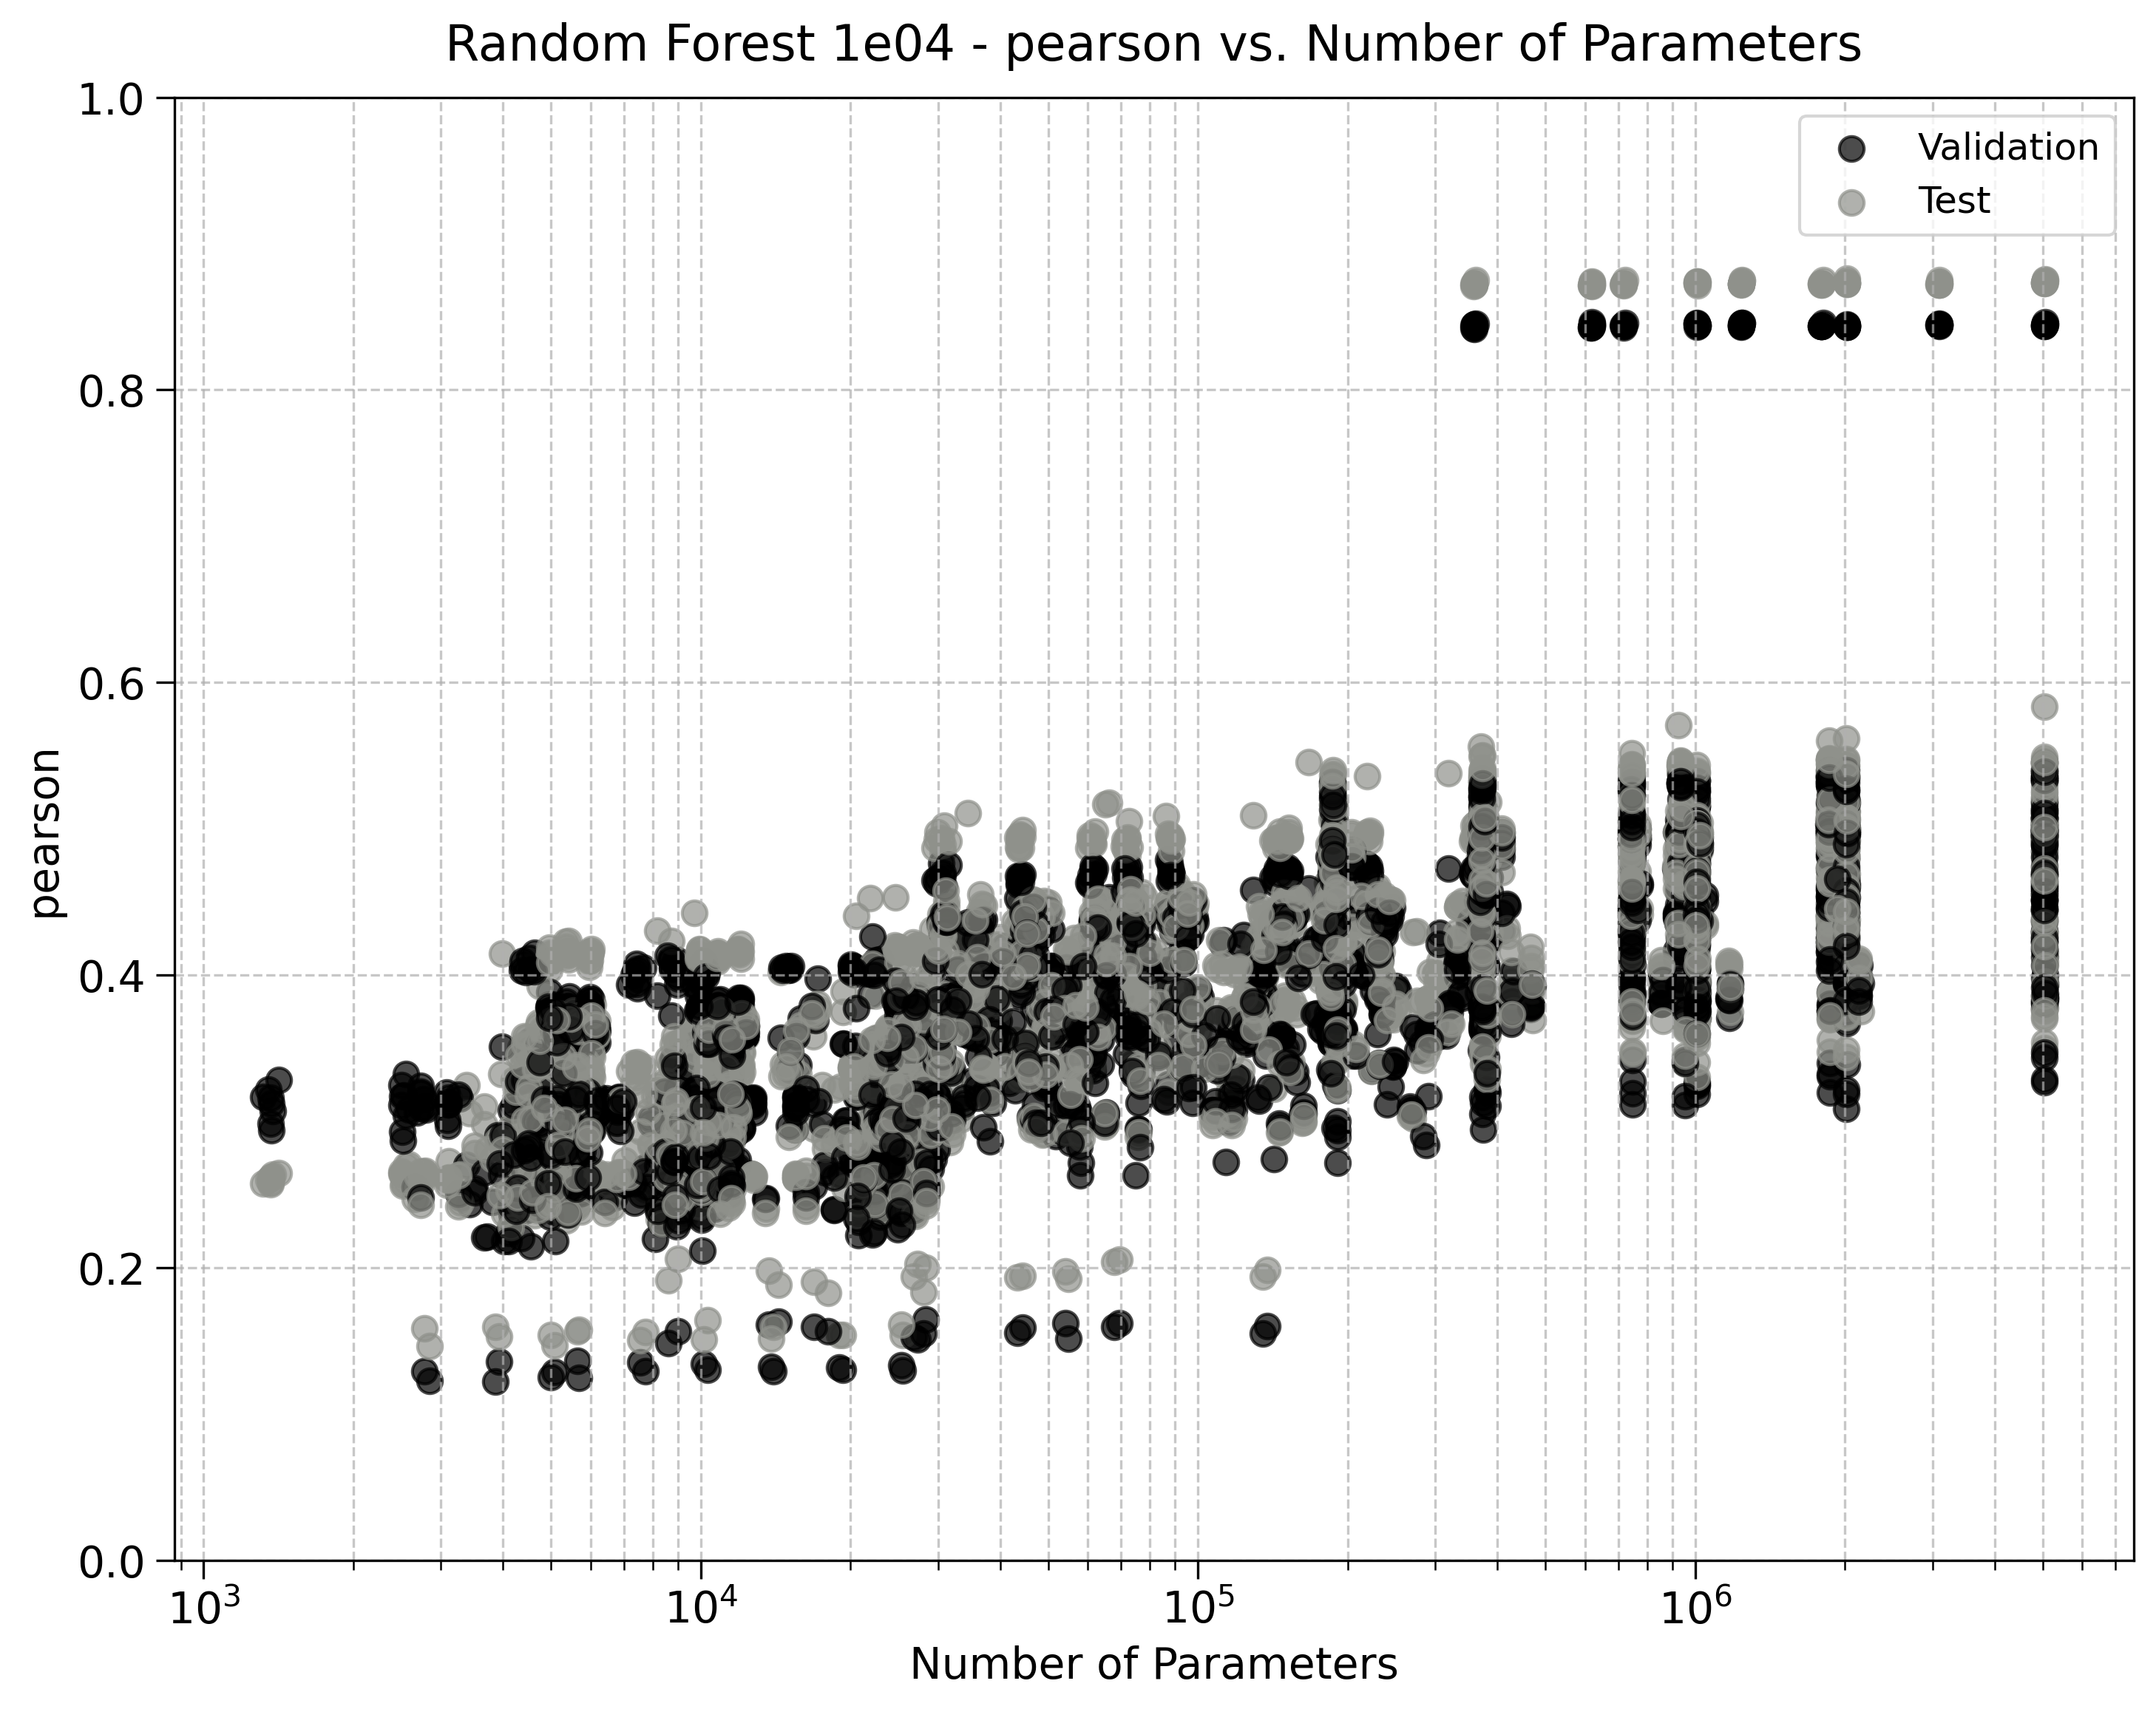 Random Forest 1e04 - pearson vs. Number of Parameters
1.0
Validation
Test
0.8
0.6
pearson
0.4
0.2
0.0
10³ 10⁴ 10⁵ 10⁶
Number of Parameters